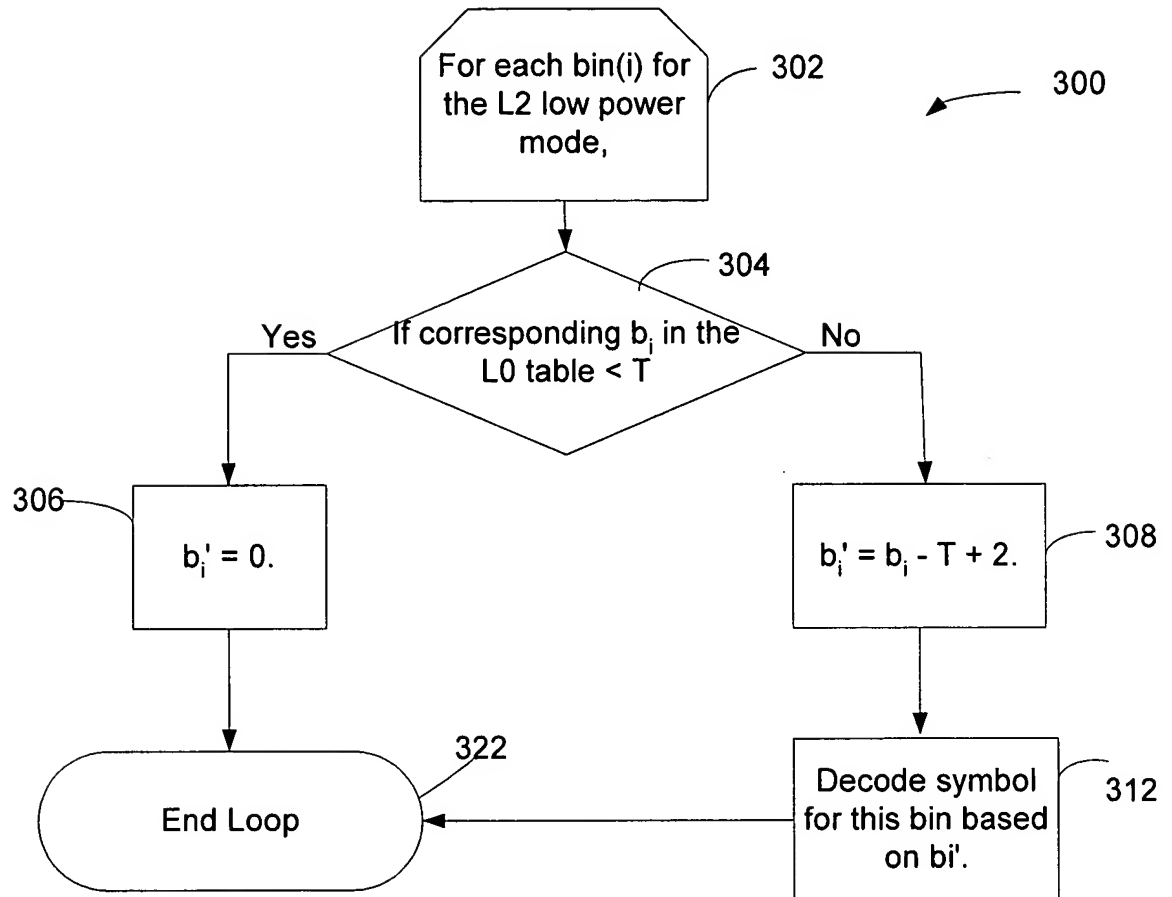 For each bin(i) for
the L2 low power
mode,
302
300
304
Yes
If corresponding bi in the
L0 table < T
No
306
bi' = 0.
bi' = bi - T + 2.
308
322
End Loop
Decode symbol
for this bin based
on bi'.
312